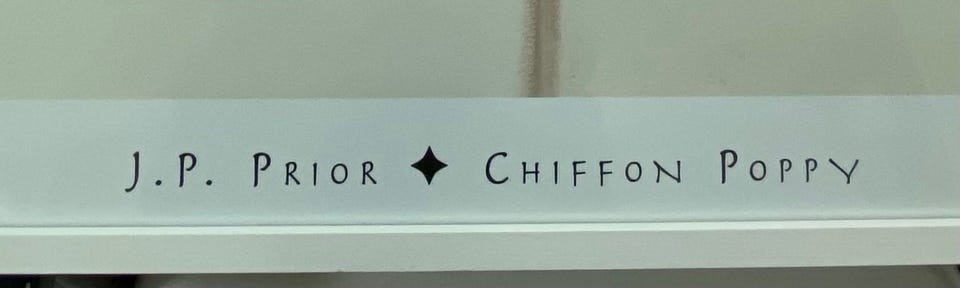 J.P. Prior ✦ Chiffon Poppy